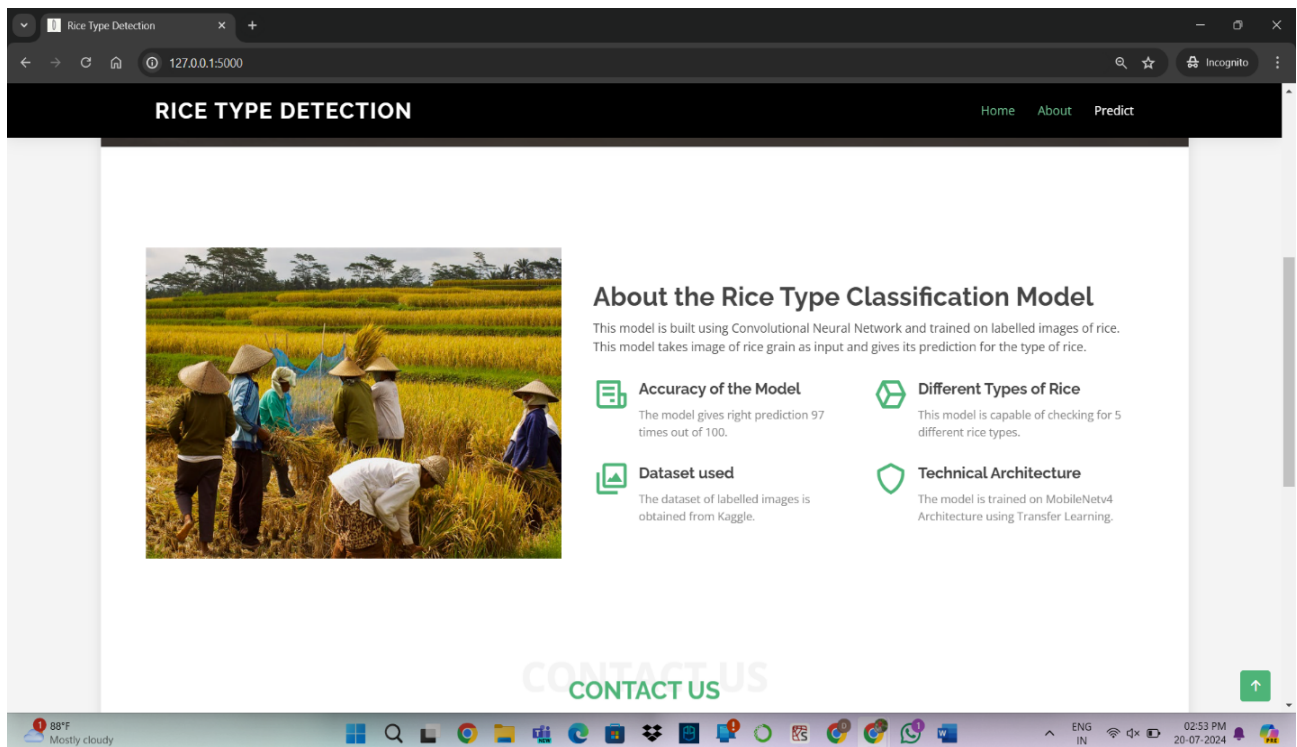 Rice Type Detection
127.0.0.1:5000
Incognito
RICE TYPE DETECTION
Home About Predict
About the Rice Type Classification Model
This model is built using Convolutional Neural Network and trained on labelled images of rice.
This model takes image of rice grain as input and gives its prediction for the type of rice.
Accuracy of the Model
The model gives right prediction 97
times out of 100.
Different Types of Rice
This model is capable of checking for 5
different rice types.
Dataset used
The dataset of labelled images is
obtained from Kaggle.
Technical Architecture
The model is trained on MobileNetv4
Architecture using Transfer Learning.
CONTACT US
CONTACT US
1
88°F
Mostly cloudy
NEW
W
ENG
IN
02:53 PM
20-07-2024
PRE